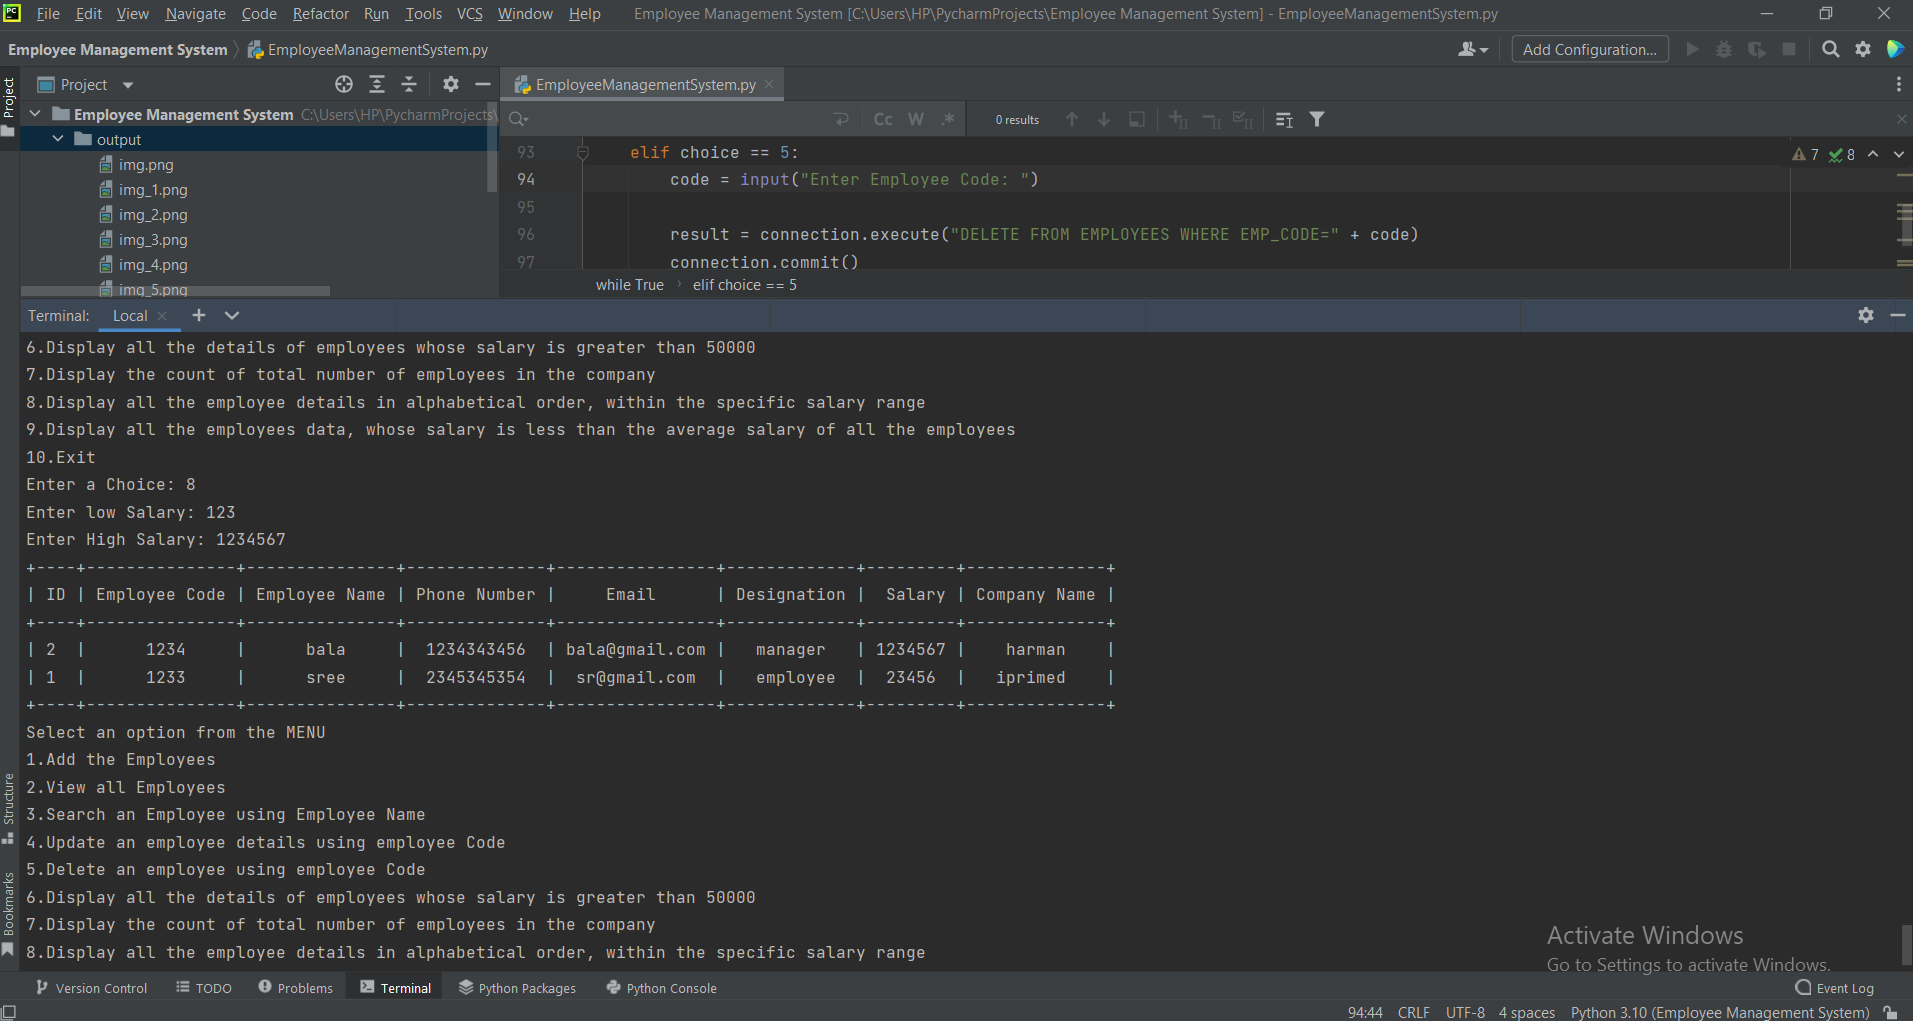 PC File Edit View Navigate Code Refactor Run Tools VCS Window Help Employee Management System [C:\Users\HP\PycharmProjects\Employee Management System] - EmployeeManagementSystem.py
Employee Management System EmployeeManagementSystem.py Add Configuration...
Project
Project EmployeeManagementSystem.py
Employee Management System C:\Users\HP\PycharmProjects\
Cc W .* 0 results
output
img.png
img_1.png
img_2.png
img_3.png
img_4.png
img_5.png
93 elif choice == 5:
7 8
94 code = input("Enter Employee Code: ")
95
96 result = connection.execute("DELETE FROM EMPLOYEES WHERE EMP_CODE=" + code)
97 connection.commit()
while True › elif choice == 5
Terminal: Local
6.Display all the details of employees whose salary is greater than 50000
7.Display the count of total number of employees in the company
8.Display all the employee details in alphabetical order, within the specific salary range
9.Display all the employees data, whose salary is less than the average salary of all the employees
10.Exit
Enter a Choice: 8
Enter low Salary: 123
Enter High Salary: 1234567
+----+---------------+---------------+--------------+----------------+-------------+---------+--------------+
| ID | Employee Code | Employee Name | Phone Number |     Email      | Designation |  Salary | Company Name |
+----+---------------+---------------+--------------+----------------+-------------+---------+--------------+
| 2  |      1234     |      bala     |  1234343456  | bala@gmail.com |   manager   | 1234567 |    harman    |
| 1  |      1233     |      sree     |  2345345354  |  sr@gmail.com  |   employee  |  23456  |   iprimed    |
+----+---------------+---------------+--------------+----------------+-------------+---------+--------------+
Select an option from the MENU
1.Add the Employees
2.View all Employees
3.Search an Employee using Employee Name
4.Update an employee details using employee Code
5.Delete an employee using employee Code
6.Display all the details of employees whose salary is greater than 50000
7.Display the count of total number of employees in the company
8.Display all the employee details in alphabetical order, within the specific salary range
Structure
Bookmarks
Activate Windows
Go to Settings to activate Windows.
Version Control TODO Problems Terminal Python Packages Python Console Event Log
94:44 CRLF UTF-8 4 spaces Python 3.10 (Employee Management System)